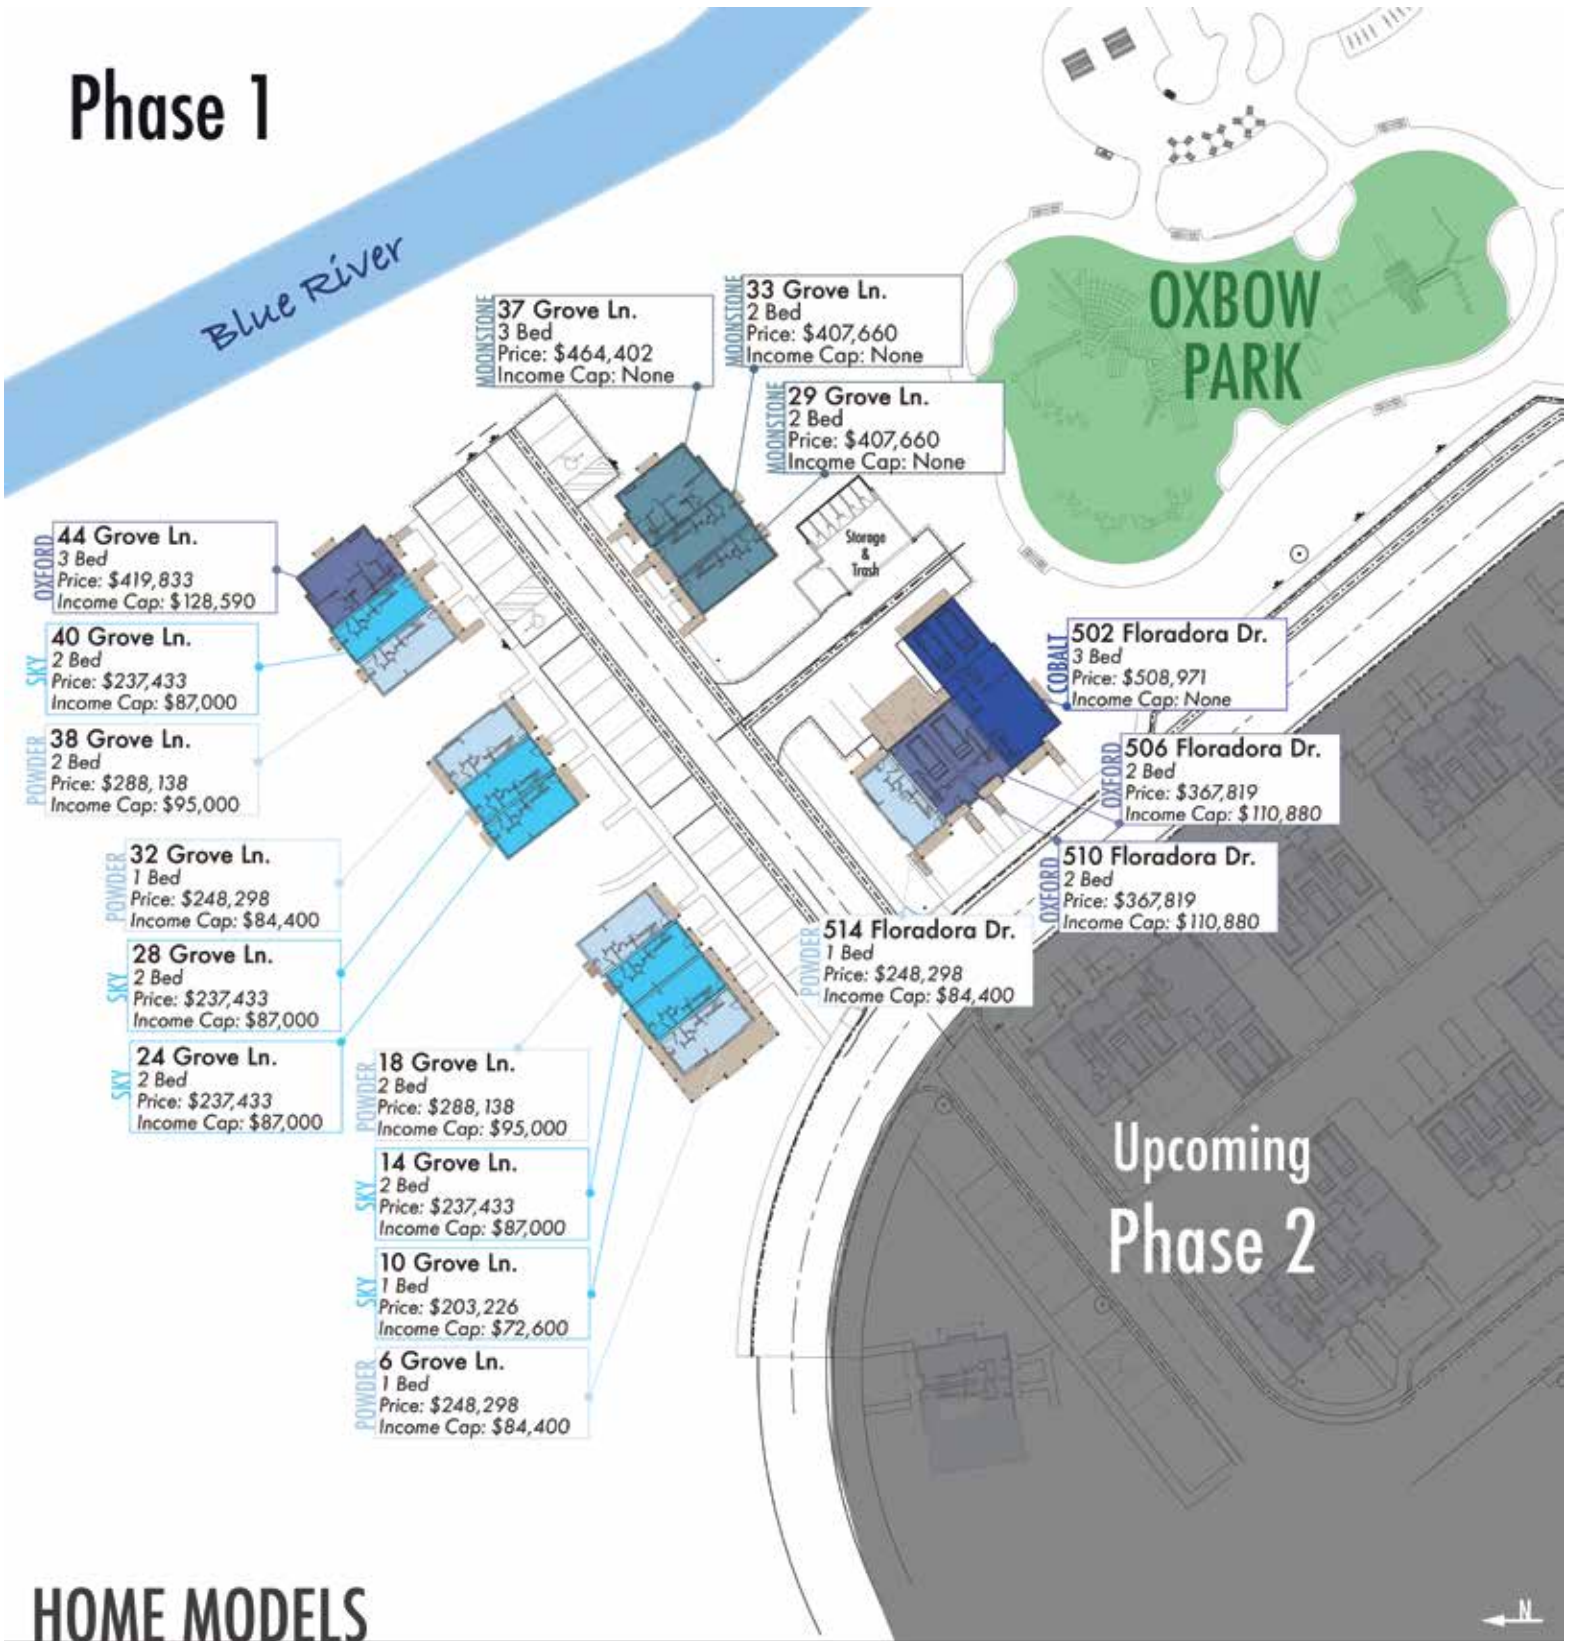 Phase 1
Blue River
OXBOW
PARK
MOONSTONE
37 Grove Ln.
3 Bed
Price: $464,402
Income Cap: None
MOONSTONE
33 Grove Ln.
2 Bed
Price: $407,660
Income Cap: None
MOONSTONE
29 Grove Ln.
2 Bed
Price: $407,660
Income Cap: None
Storage
&
Trash
OXFORD
44 Grove Ln.
3 Bed
Price: $419,833
Income Cap: $128,590
SKY
40 Grove Ln.
2 Bed
Price: $237,433
Income Cap: $87,000
POWDER
38 Grove Ln.
2 Bed
Price: $288,138
Income Cap: $95,000
POWDER
32 Grove Ln.
1 Bed
Price: $248,298
Income Cap: $84,400
SKY
28 Grove Ln.
2 Bed
Price: $237,433
Income Cap: $87,000
SKY
24 Grove Ln.
2 Bed
Price: $237,433
Income Cap: $87,000
POWDER
18 Grove Ln.
2 Bed
Price: $288,138
Income Cap: $95,000
SKY
14 Grove Ln.
2 Bed
Price: $237,433
Income Cap: $87,000
SKY
10 Grove Ln.
1 Bed
Price: $203,226
Income Cap: $72,600
POWDER
6 Grove Ln.
1 Bed
Price: $248,298
Income Cap: $84,400
COBALT
502 Floradora Dr.
3 Bed
Price: $508,971
Income Cap: None
OXFORD
506 Floradora Dr.
2 Bed
Price: $367,819
Income Cap: $110,880
OXFORD
510 Floradora Dr.
2 Bed
Price: $367,819
Income Cap: $110,880
POWDER
514 Floradora Dr.
1 Bed
Price: $248,298
Income Cap: $84,400
Upcoming
Phase 2
HOME MODELS
N